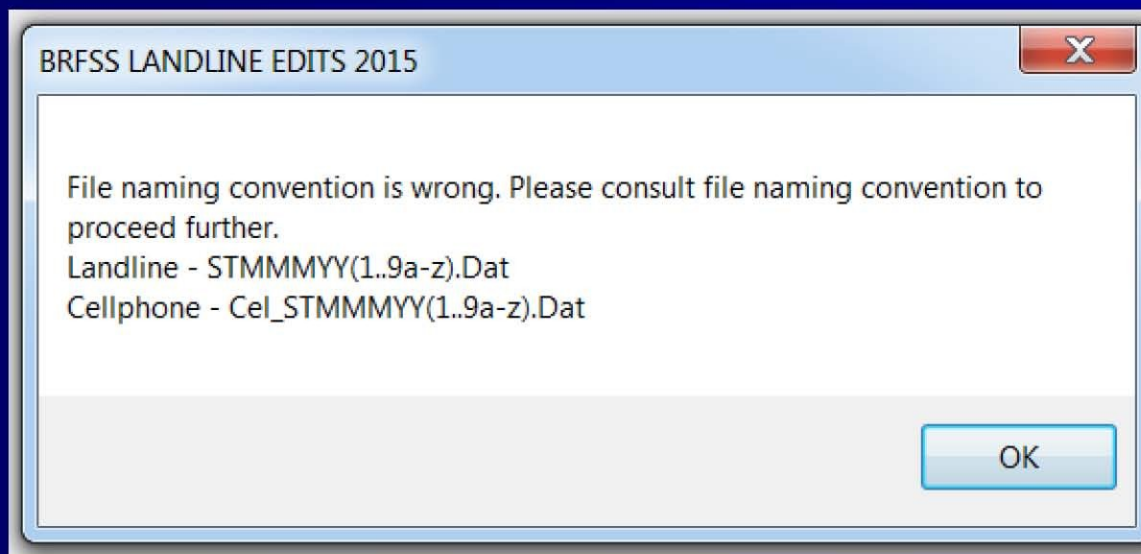 BRFSS LANDLINE EDITS 2015
File naming convention is wrong. Please consult file naming convention to
proceed further.
Landline - STMMMYY(1..9a-z).Dat
Cellphone - Cel_STMMMYY(1..9a-z).Dat
OK